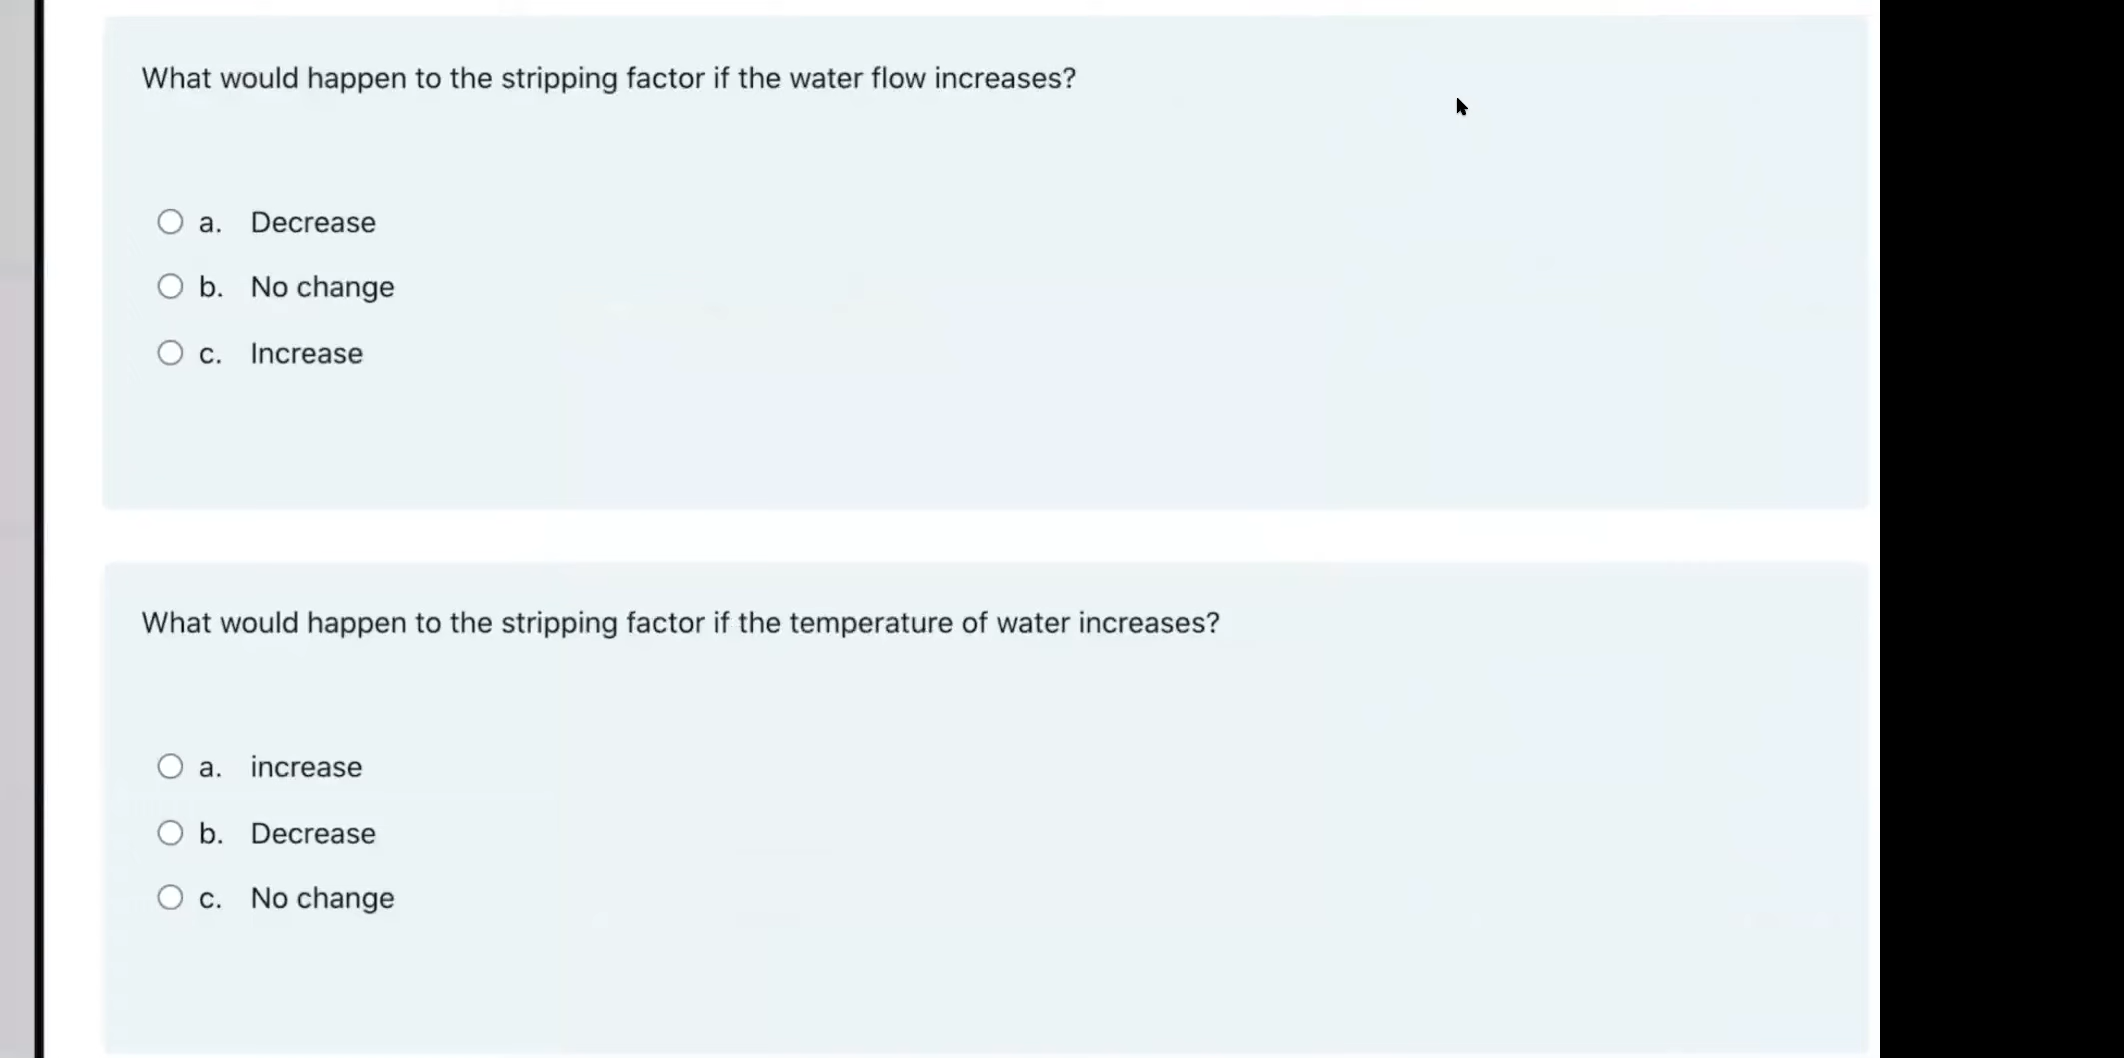 What would happen to the stripping factor if the water flow increases?
a. Decrease
b. No change
c. Increase
What would happen to the stripping factor if the temperature of water increases?
a. increase
b. Decrease
c. No change